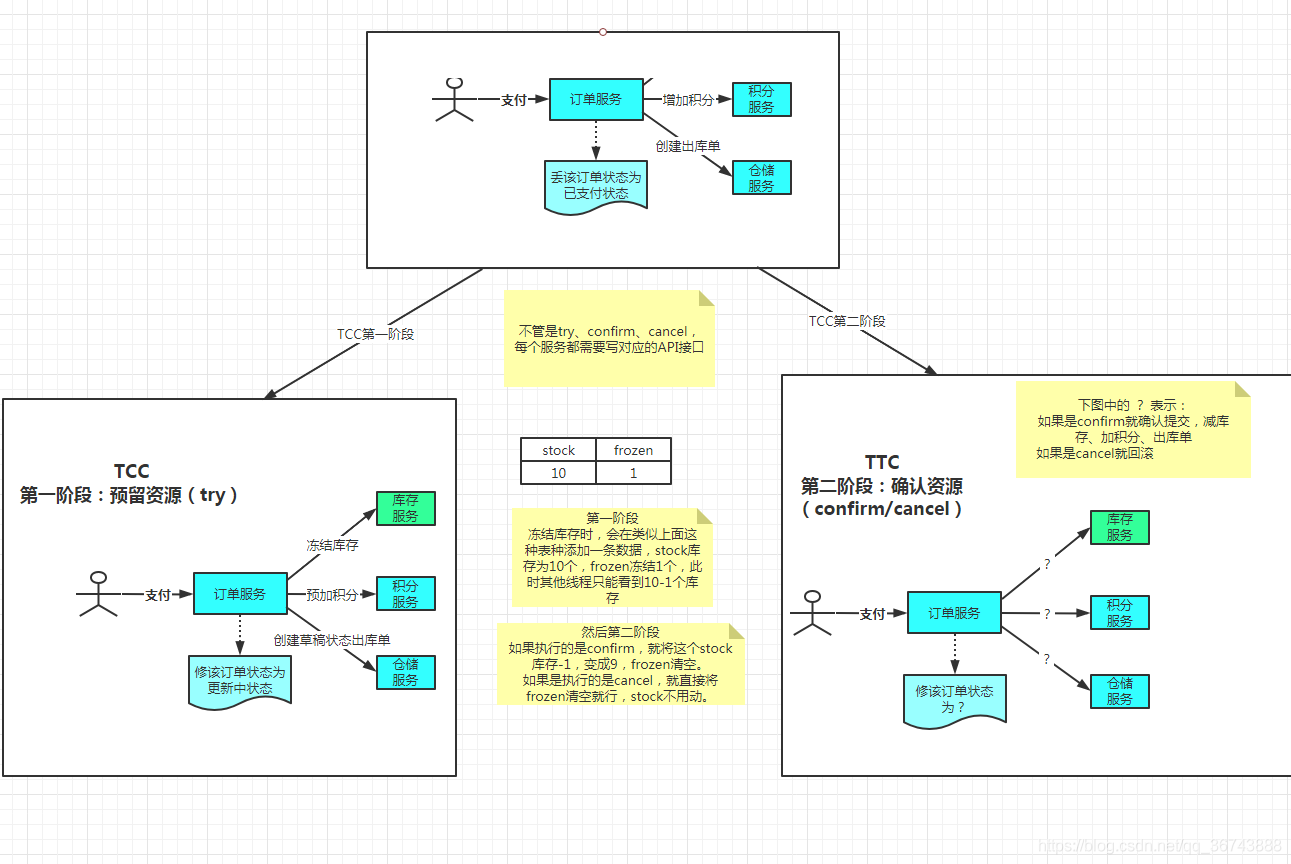 支付
订单服务
增加积分
积分
服务
创建出库单
仓储
服务
丢该订单状态为
已支付状态
TCC第一阶段
不管是try、confirm、cancel，
每个服务都需要写对应的API接口
TCC第二阶段
下图中的 ？ 表示：
如果是confirm就确认提交，减库
存、加积分、出库单
如果是cancel就回滚
stock frozen
10 1
TCC
第一阶段：预留资源（try）
库存
服务
冻结库存
支付
订单服务
预加积分
积分
服务
创建草稿状态出库单
仓储
服务
修该订单状态为
更新中状态
第一阶段
冻结库存时，会在类似上面这
种表种添加一条数据，stock库
存为10个，frozen冻结1个，此
时其他线程只能看到10-1个库
存
然后第二阶段
如果执行的是confirm，就将这个stock
库存-1，变成9，frozen清空。
如果是执行的是cancel，就直接将
frozen清空就行，stock不用动。
TTC
第二阶段：确认资源
（confirm/cancel）
库存
服务
？
支付
订单服务
？
积分
服务
？
仓储
服务
修该订单状态
为？
https://blog.csdn.net/qq_36743888